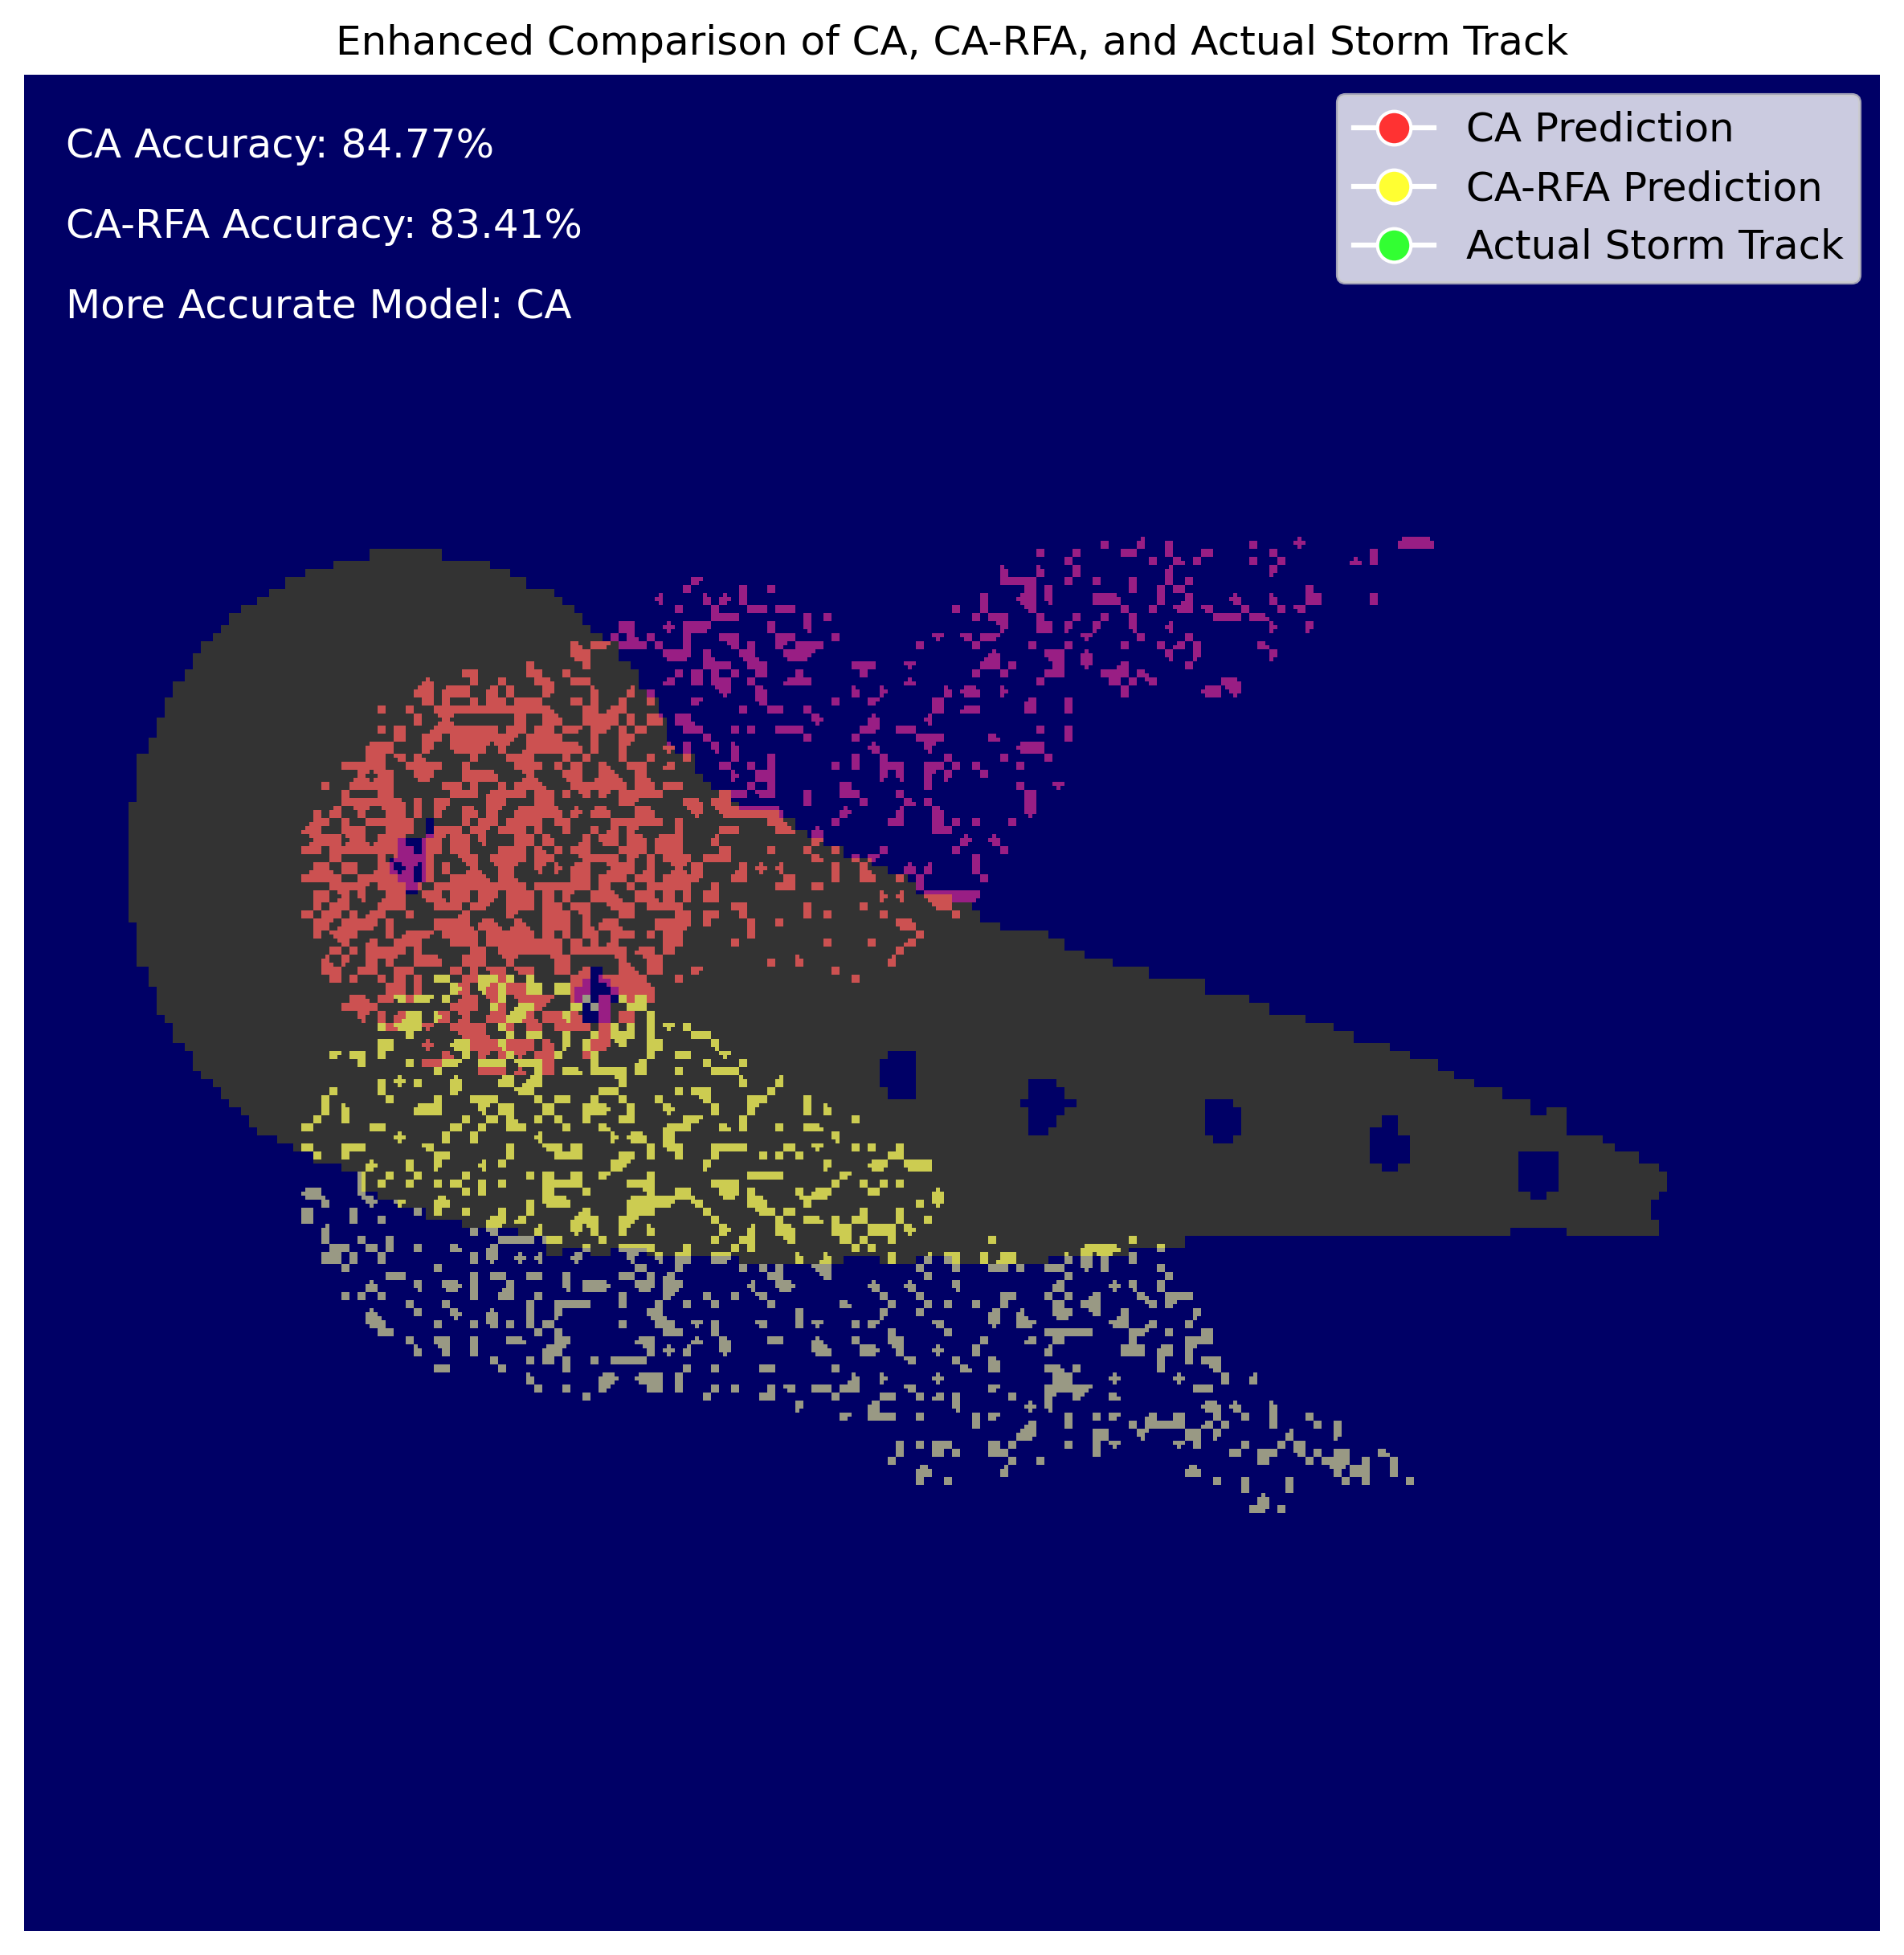 Enhanced Comparison of CA, CA-RFA, and Actual Storm Track
CA Accuracy: 84.77%
CA-RFA Accuracy: 83.41%
More Accurate Model: CA
CA Prediction
CA-RFA Prediction
Actual Storm Track